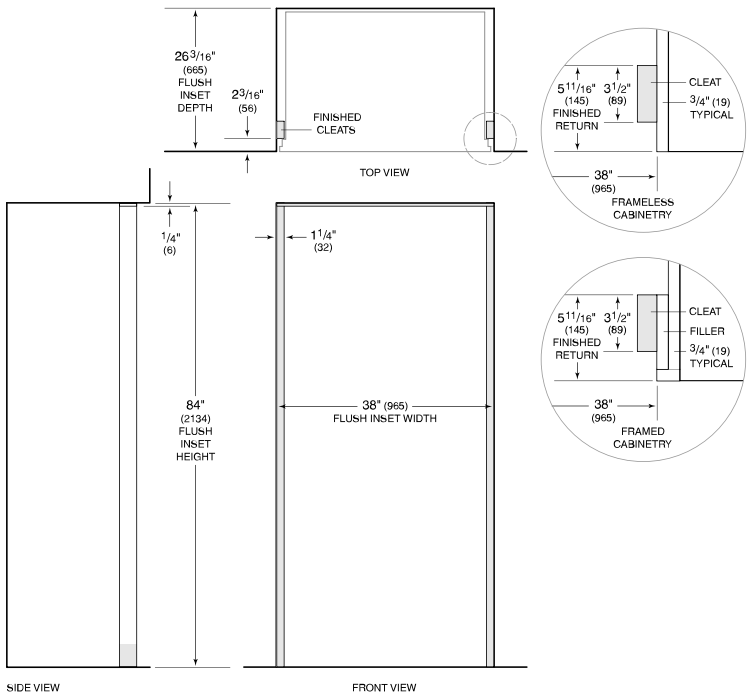 26 3/16"
(665)
FLUSH
INSET
DEPTH
2 3/16"
(56)
FINISHED
CLEATS
TOP VIEW
5 11/16"
(145)
FINISHED
RETURN
3 1/2"
(89)
CLEAT
3/4" (19)
TYPICAL
38"
(965)
FRAMELESS
CABINETRY
1/4"
(6)
1 1/4"
(32)
84"
(2134)
FLUSH
INSET
HEIGHT
38" (965)
FLUSH INSET WIDTH
5 11/16"
(145)
FINISHED
RETURN
3 1/2"
(89)
CLEAT
FILLER
3/4" (19)
TYPICAL
38"
(965)
FRAMED
CABINETRY
SIDE VIEW
FRONT VIEW